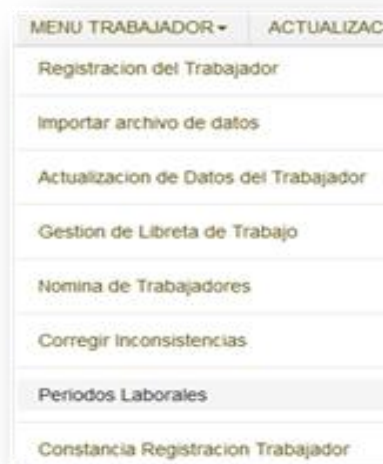 MENU TRABAJADOR ACTUALIZAC
Registracion del Trabajador
Importar archivo de datos
Actualizacion de Datos del Trabajador
Gestion de Libreta de Trabajo
Nomina de Trabajadores
Corregir Inconsistencias
Periodos Laborales
Constancia Registracion Trabajador